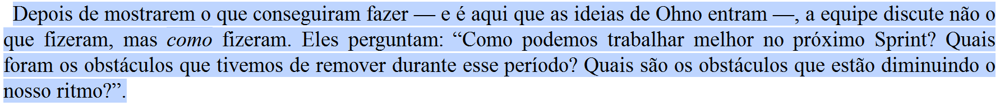 Depois de mostrarem o que conseguiram fazer — e é aqui que as ideias de Ohno entram —, a equipe discute não o
que fizeram, mas como fizeram. Eles perguntam: “Como podemos trabalhar melhor no próximo Sprint? Quais
foram os obstáculos que tivemos de remover durante esse período? Quais são os obstáculos que estão diminuindo o
nosso ritmo?”.